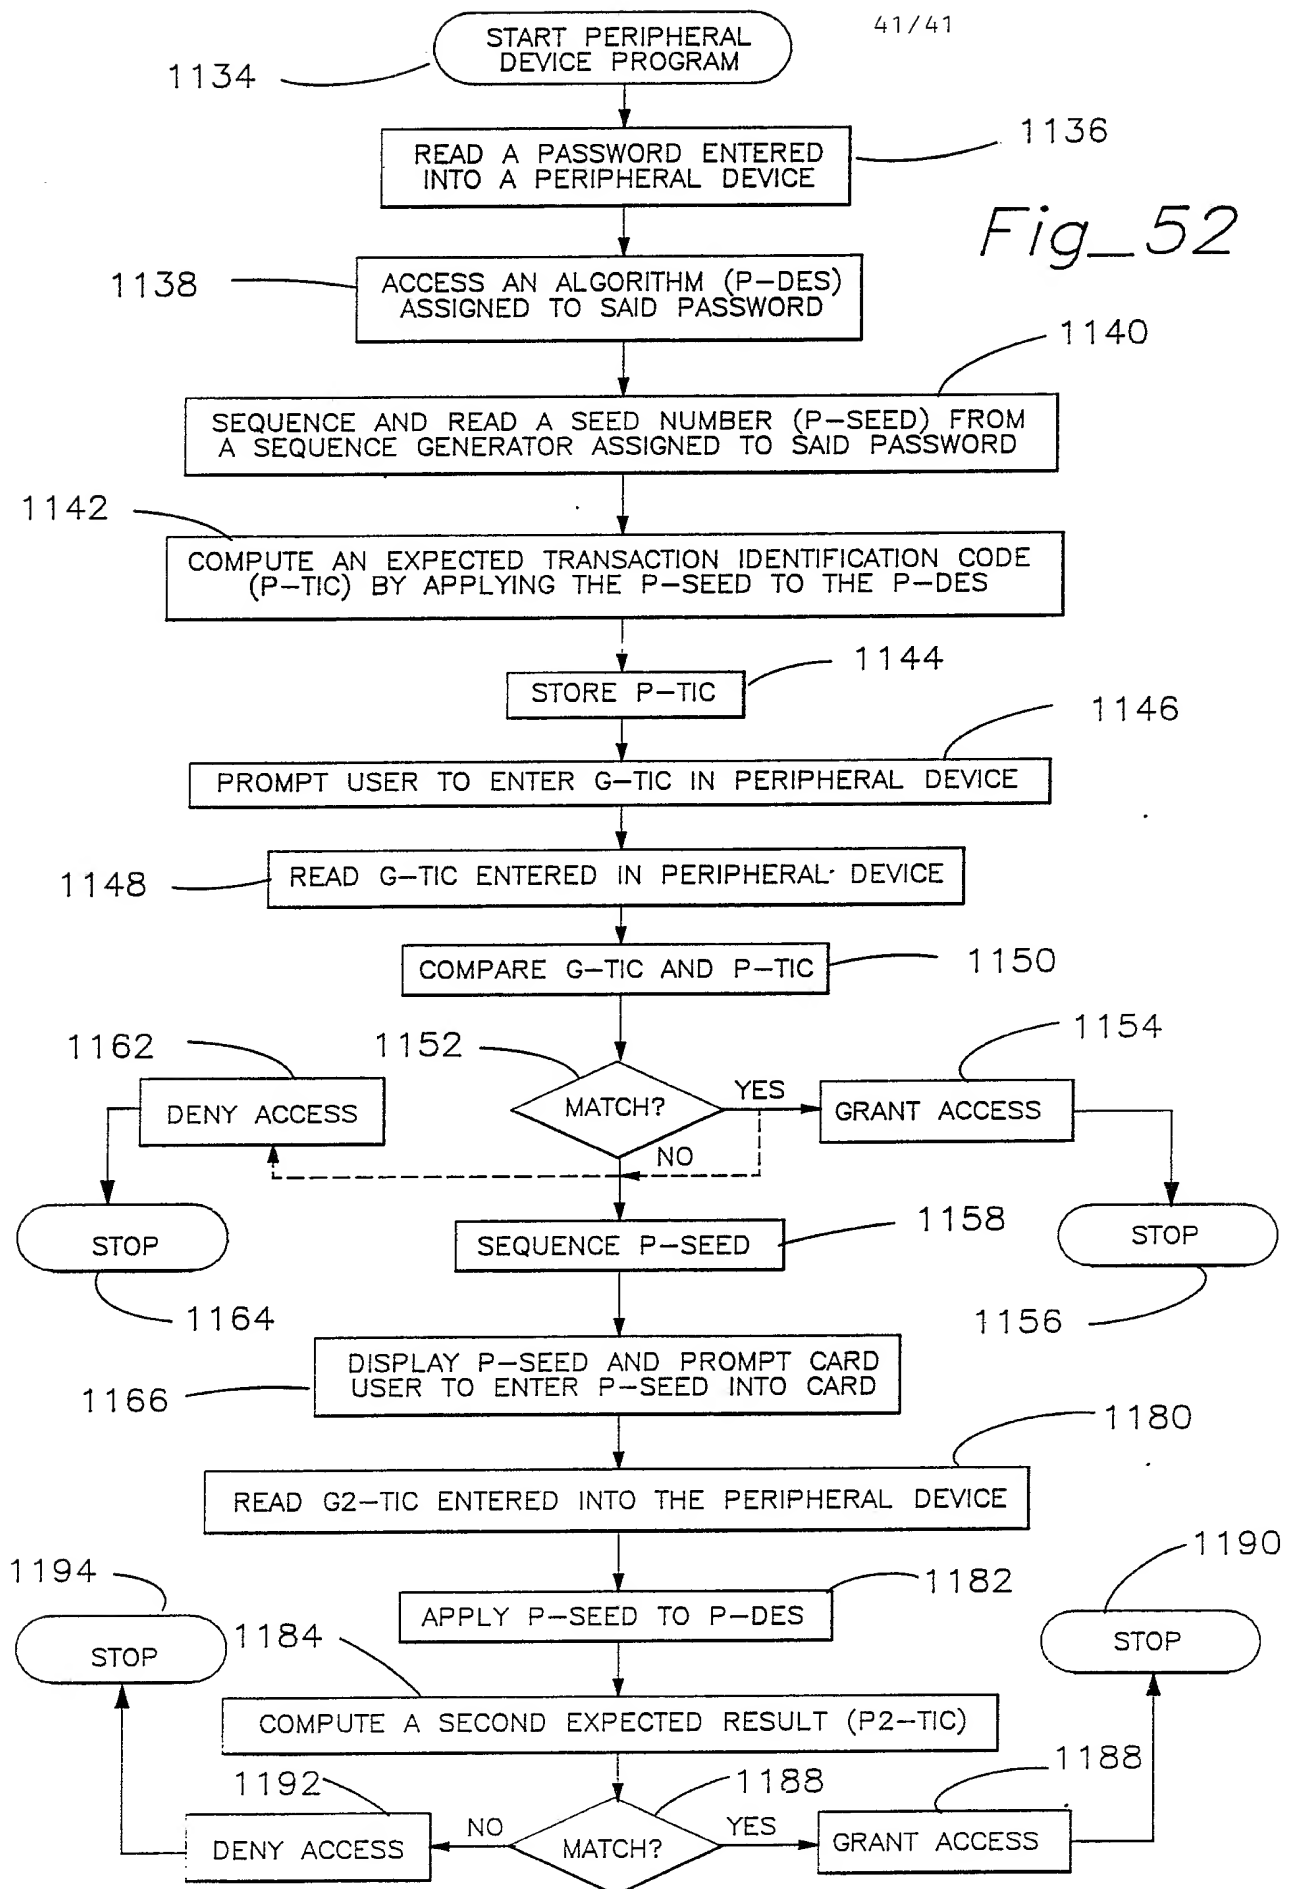 41/41
START PERIPHERAL
DEVICE PROGRAM
1134
1136
READ A PASSWORD ENTERED
INTO A PERIPHERAL DEVICE
Fig_52
1138
ACCESS AN ALGORITHM (P-DES)
ASSIGNED TO SAID PASSWORD
1140
SEQUENCE AND READ A SEED NUMBER (P-SEED) FROM
A SEQUENCE GENERATOR ASSIGNED TO SAID PASSWORD
1142
COMPUTE AN EXPECTED TRANSACTION IDENTIFICATION CODE
(P-TIC) BY APPLYING THE P-SEED TO THE P-DES
1144
STORE P-TIC
1146
PROMPT USER TO ENTER G-TIC IN PERIPHERAL DEVICE
1148
READ G-TIC ENTERED IN PERIPHERAL DEVICE
COMPARE G-TIC AND P-TIC
1150
1162
1152
1154
DENY ACCESS
MATCH?
YES
GRANT ACCESS
NO
STOP
SEQUENCE P-SEED
1158
STOP
1164
1156
DISPLAY P-SEED AND PROMPT CARD
USER TO ENTER P-SEED INTO CARD
1166
1180
READ G2-TIC ENTERED INTO THE PERIPHERAL DEVICE
1194
1190
1182
APPLY P-SEED TO P-DES
STOP
1184
STOP
COMPUTE A SECOND EXPECTED RESULT (P2-TIC)
1192
1188
1188
DENY ACCESS
NO
MATCH?
YES
GRANT ACCESS